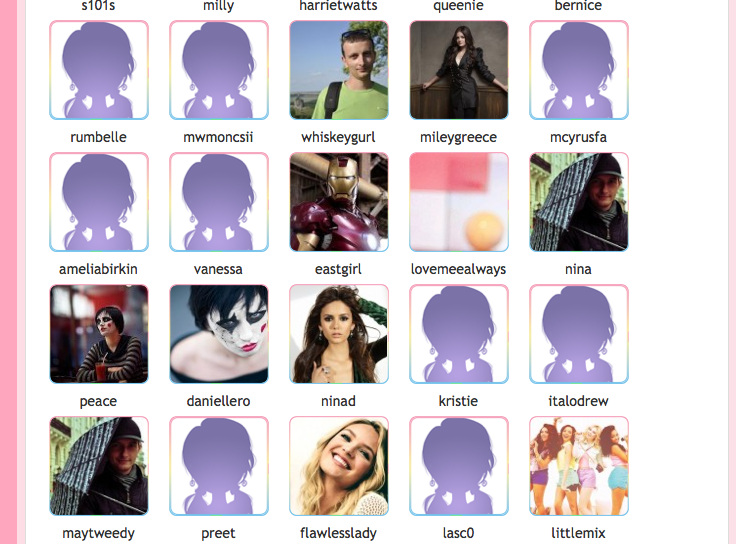 s101s milly harrietwatts queenie bernice
rumbelle mwmoncsii whiskeygurl mileygreece mcyrusfa
ameliabirkin vanessa eastgirl lovemeealways nina
peace daniellero ninad kristie italodrew
maytweedy preet flawlesslady lasc0 littlemix